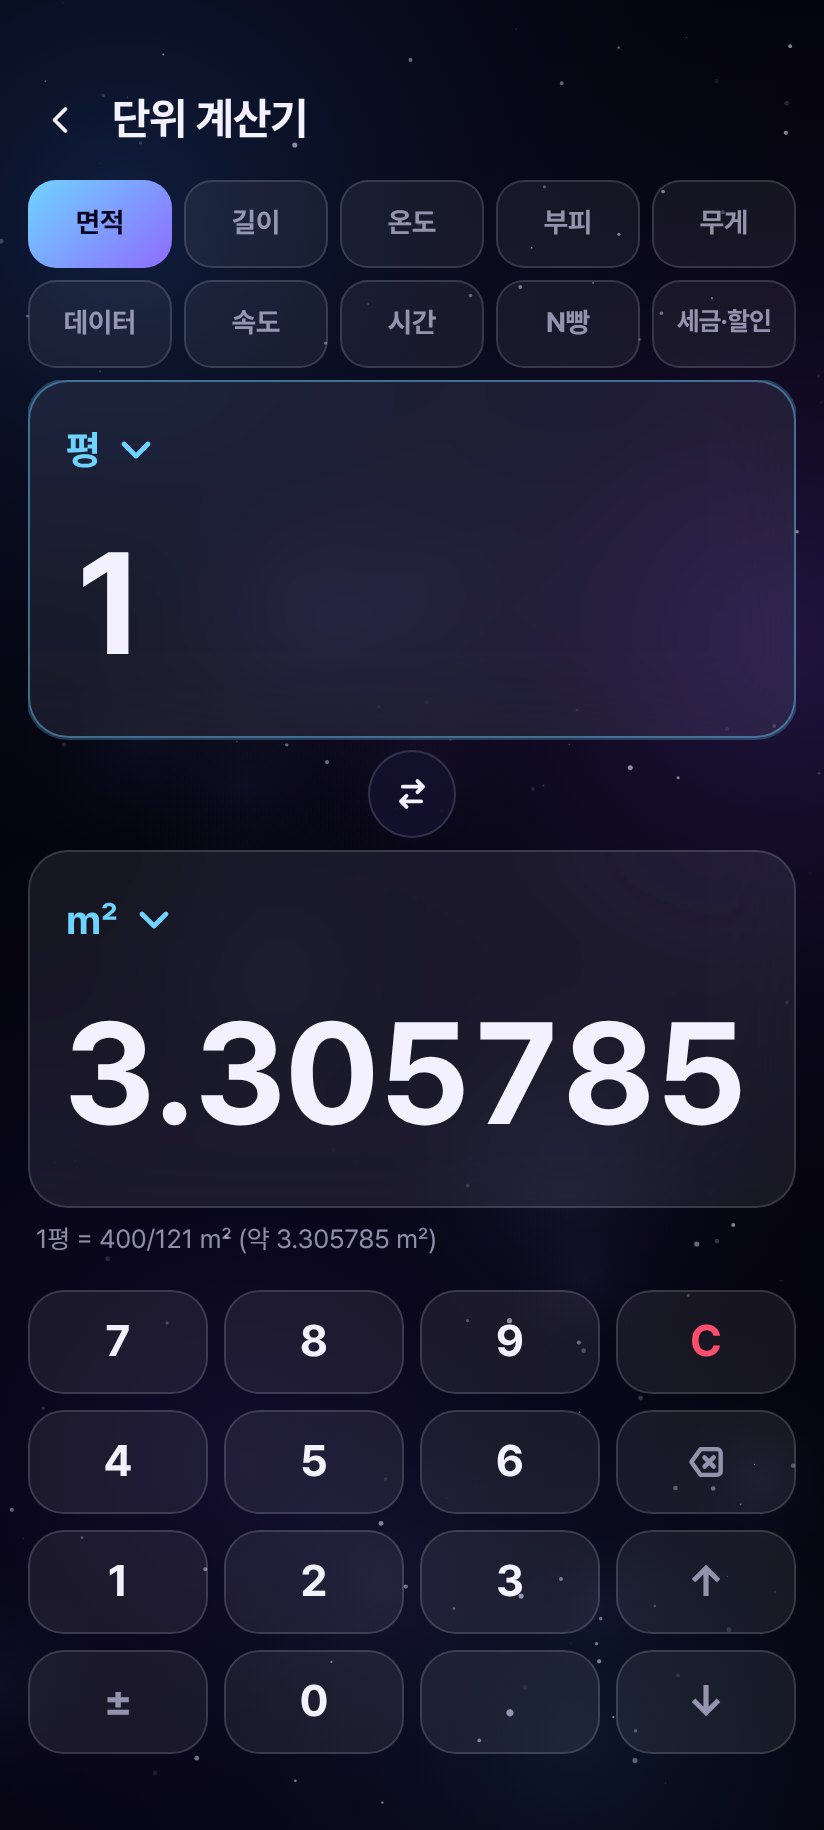 단위 계산기
면적 길이 온도 부피 무게
데이터 속도 시간 N빵 세금·할인
평
1
m²
3.305785
1평 = 400/121 m² (약 3.305785 m²)
7 8 9 C
4 5 6
1 2 3 ↑
± 0 . ↓